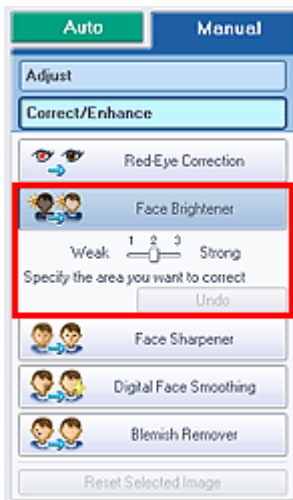 Auto Manual
Adjust
Correct/Enhance
Red-Eye Correction
Face Brightener
1 2 3
Weak Strong
Specify the area you want to correct
Undo
Face Sharpener
Digital Face Smoothing
Blemish Remover
Reset Selected Image